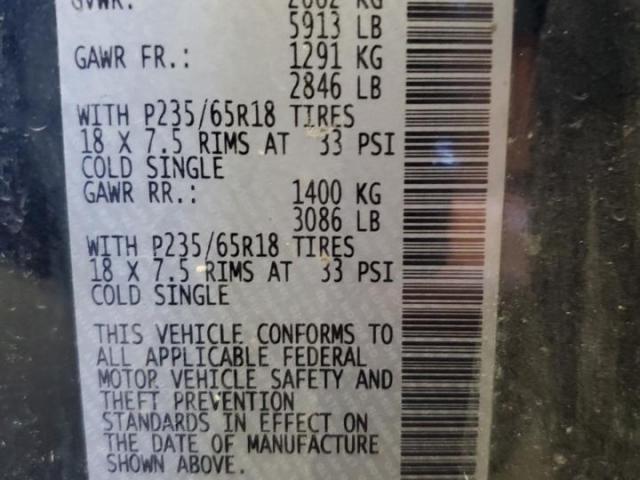 GVWR: 2682 KG
5913 LB
GAWR FR.: 1291 KG
2846 LB
WITH P235/65R18 TIRES
18 X 7.5 RIMS AT 33 PSI
COLD SINGLE
GAWR RR.: 1400 KG
3086 LB
WITH P235/65R18 TIRES
18 X 7.5 RIMS AT 33 PSI
COLD SINGLE
THIS VEHICLE CONFORMS TO
ALL APPLICABLE FEDERAL
MOTOR VEHICLE SAFETY AND
THEFT PREVENTION
STANDARDS IN EFFECT ON
THE DATE OF MANUFACTURE
SHOWN ABOVE.